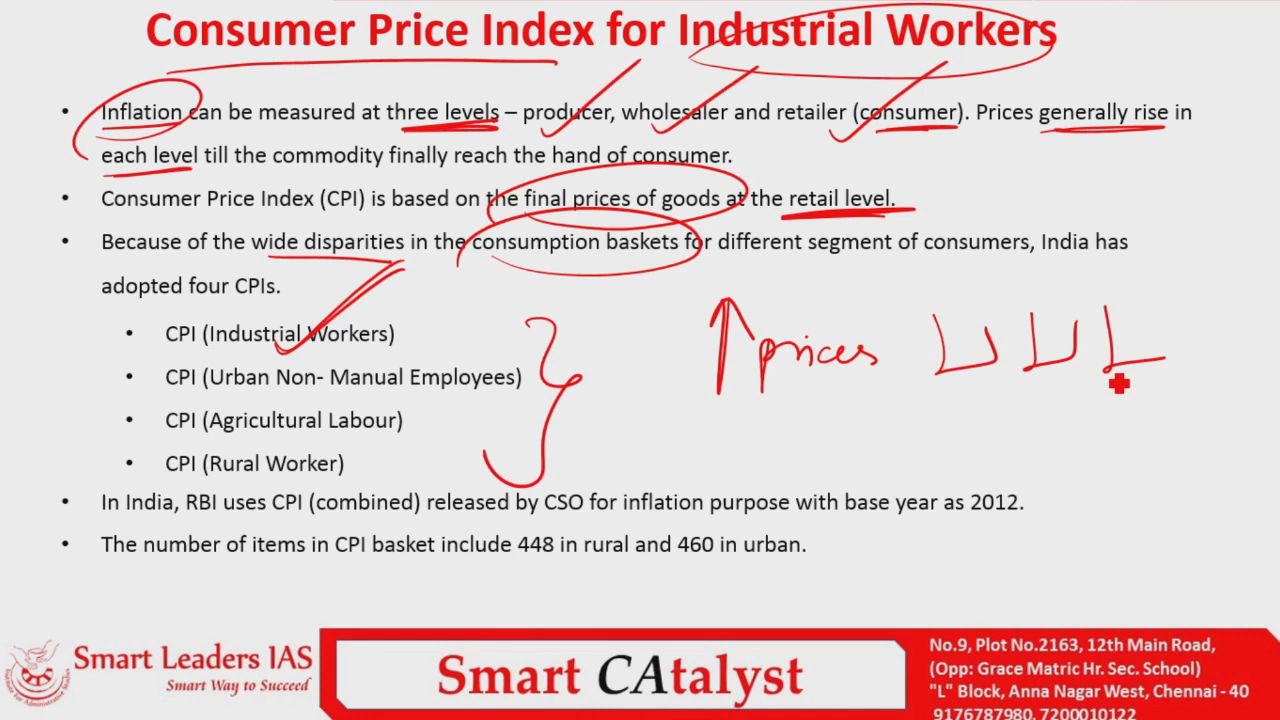 Consumer Price Index for Industrial Workers
• Inflation can be measured at three levels – producer, wholesaler and retailer (consumer). Prices generally rise in
each level till the commodity finally reach the hand of consumer.
• Consumer Price Index (CPI) is based on the final prices of goods at the retail level.
• Because of the wide disparities in the consumption baskets for different segment of consumers, India has
adopted four CPIs.
• CPI (Industrial Workers)
• CPI (Urban Non- Manual Employees)
• CPI (Agricultural Labour)
• CPI (Rural Worker)
prices
• In India, RBI uses CPI (combined) released by CSO for inflation purpose with base year as 2012.
• The number of items in CPI basket include 448 in rural and 460 in urban.
Smart Leaders IAS
Smart Way to Succeed
Smart CAtalyst
No.9, Plot No.2163, 12th Main Road,
(Opp: Grace Matric Hr. Sec. School)
"L" Block, Anna Nagar West, Chennai - 40
9176787980, 7200010122